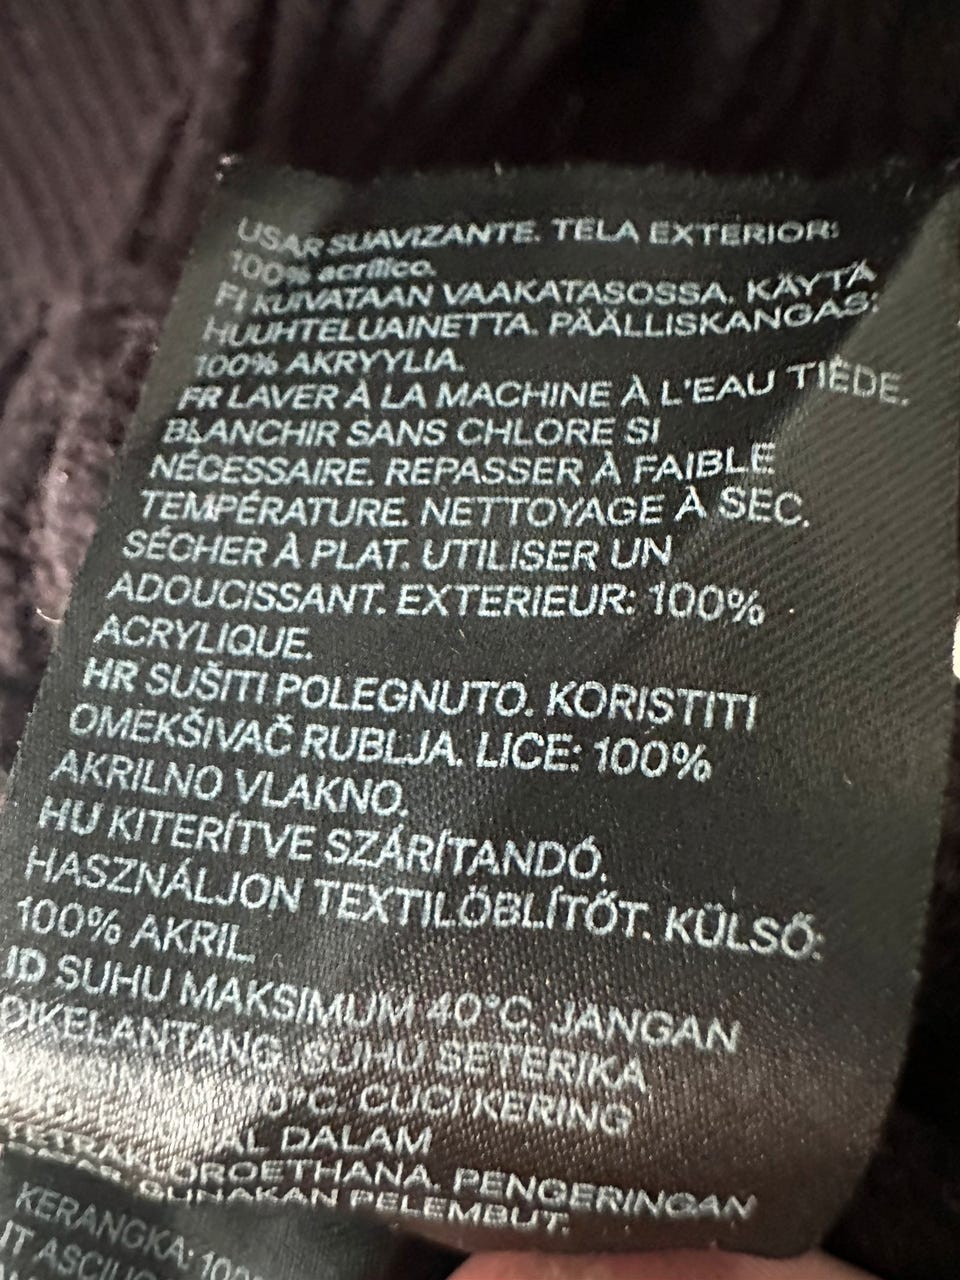 USAR SUAVIZANTE. TELA EXTERIOR:
100% acrílico.
FI KUIVATAAN VAAKATASOSSA. KÄYTÄ
HUUHTELUAINETTA. PÄÄLLISKANGAS:
100% AKRYYLIA.
FR LAVER À LA MACHINE À L'EAU TIÈDE.
BLANCHIR SANS CHLORE SI
NÉCESSAIRE. REPASSER À FAIBLE
TEMPÉRATURE. NETTOYAGE À SEC.
SÉCHER À PLAT. UTILISER UN
ADOUCISSANT. EXTERIEUR: 100%
ACRYLIQUE.
HR SUŠITI POLEGNUTO. KORISTITI
OMEKŠIVAČ RUBLJA. LICE: 100%
AKRILNO VLAKNO.
HU KITERÍTVE SZÁRÍTANDÓ.
HASZNÁLJON TEXTILÖBLÍTŐT. KÜLSŐ:
100% AKRIL.
ID SUHU MAKSIMUM 40°C. JANGAN
DIKELANTANG. SUHU SETERIKA
CUCI KERING
DALAM
PENGERINGAN
GUNAKAN PELEMBUT.
KERANGKA: 100%